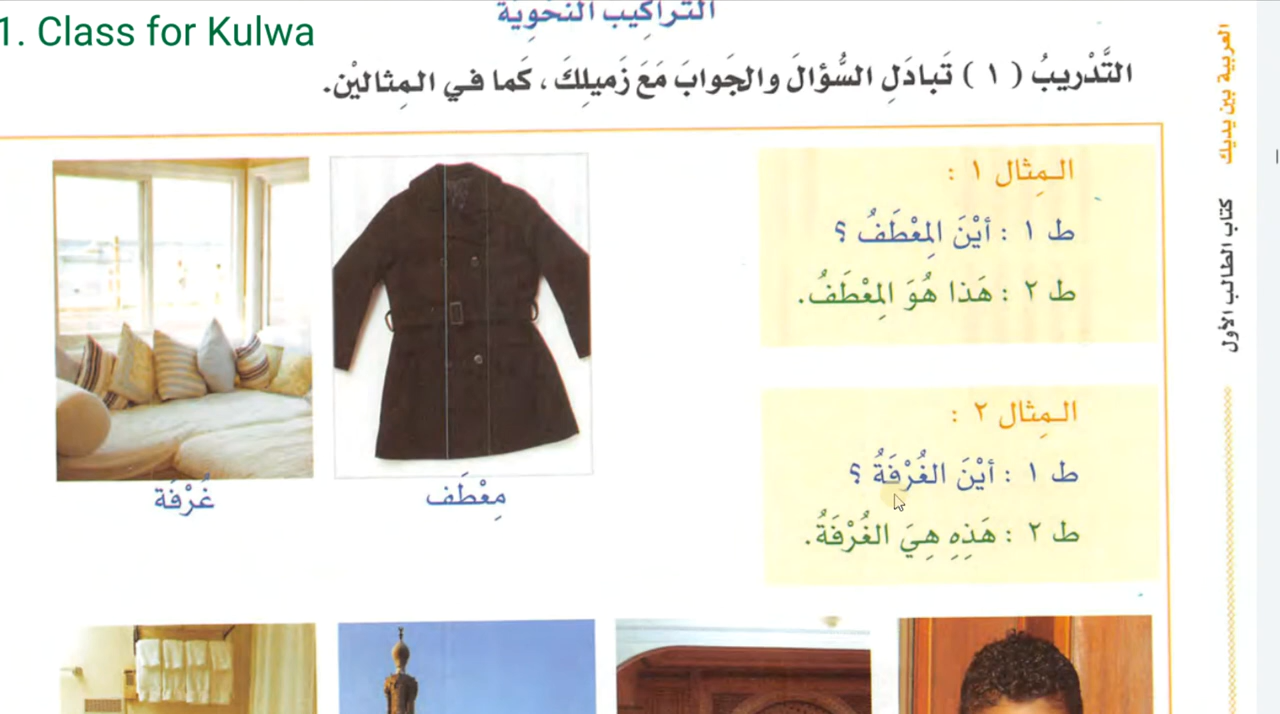 1. Class for Kulwa
التراكيب النحوية
التَّدْريبُ ( ١ ) تَبادَلِ السُّؤالَ والجَوابَ مَعَ زَميلِكَ ، كَما في المِثالَيْن.
المِثال ١ :
ط ١ : أيْنَ المِعْطَفُ ؟
ط ٢ : هَذا هُوَ المِعْطَفُ.
المِثال ٢ :
ط ١ : أيْنَ الغُرْفَةُ ؟
ط ٢ : هَذِهِ هِيَ الغُرْفَةُ.
مِعْطَف
غُرْفَة
العربية بين يديك
كتاب الطالب الأول